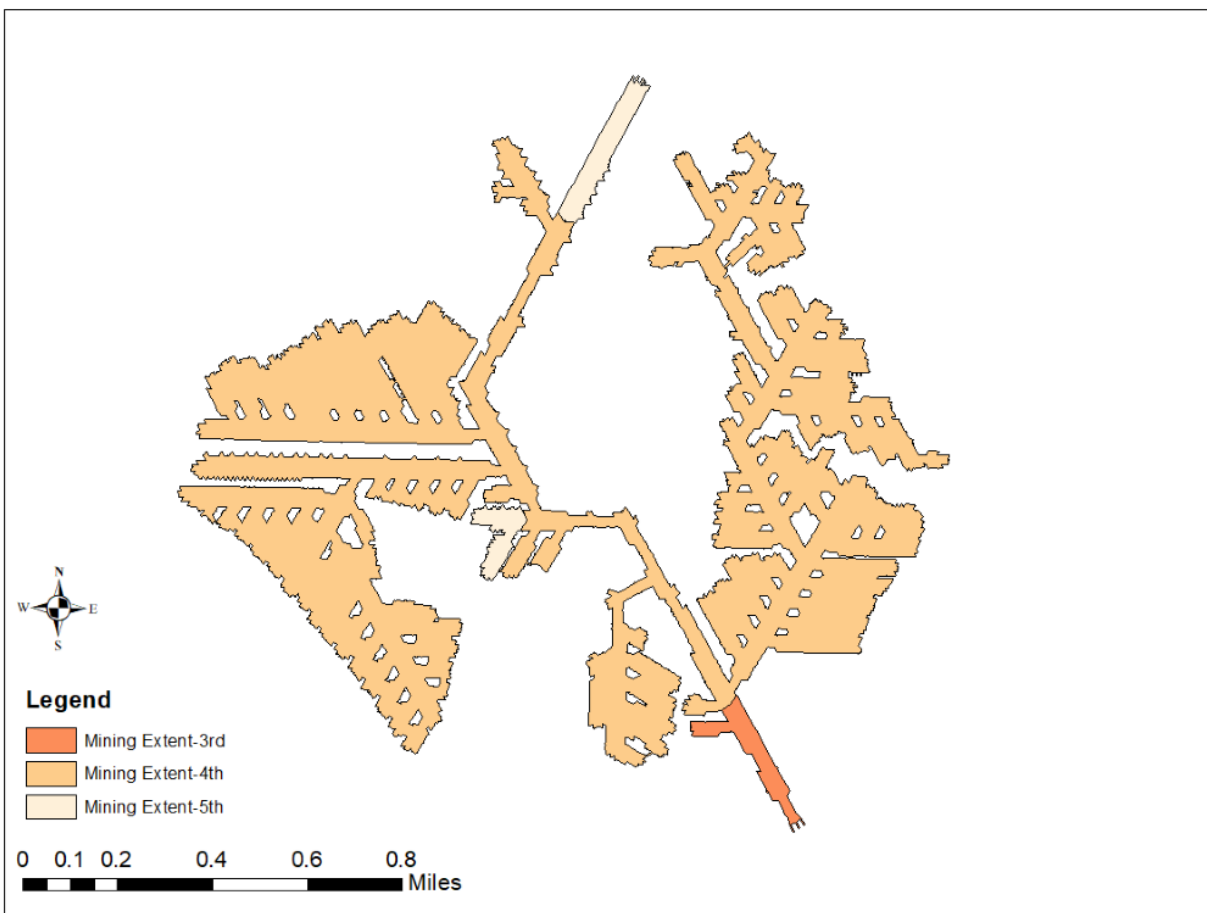 N
W E
S
Legend
Mining Extent-3rd
Mining Extent-4th
Mining Extent-5th
0 0.1 0.2 0.4 0.6 0.8
Miles